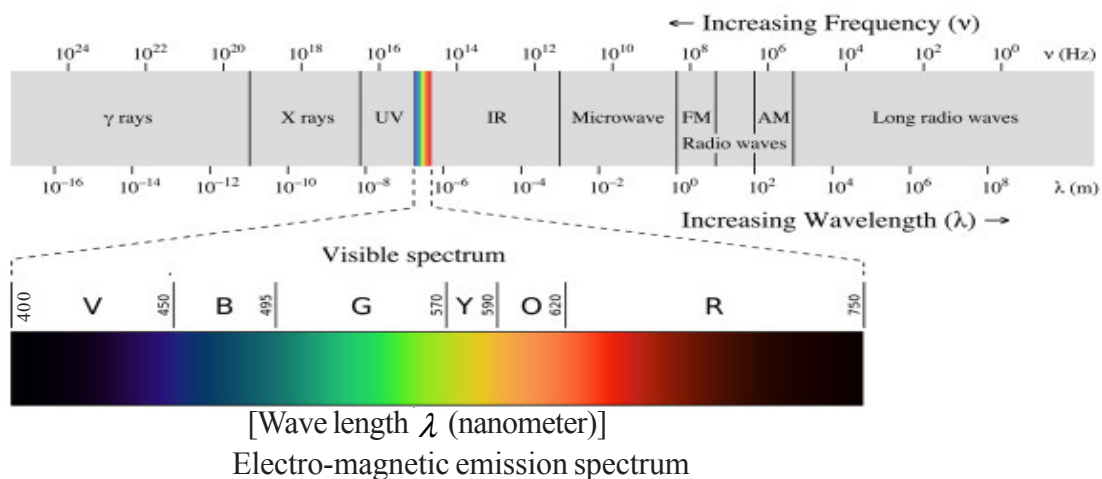 ← Increasing Frequency (ν)
10²⁴ 10²² 10²⁰ 10¹⁸ 10¹⁶ 10¹⁴ 10¹² 10¹⁰ 10⁸ 10⁶ 10⁴ 10² 10⁰ ν (Hz)
γ rays X rays UV IR Microwave FM AM Long radio waves
Radio waves
10⁻¹⁶ 10⁻¹⁴ 10⁻¹² 10⁻¹⁰ 10⁻⁸ 10⁻⁶ 10⁻⁴ 10⁻² 10⁰ 10² 10⁴ 10⁶ 10⁸ λ (m)
Increasing Wavelength (λ) →
Visible spectrum
400 V 450 B 495 G 570 Y 590 O 620 R 750
[Wave length λ (nanometer)]
Electro-magnetic emission spectrum